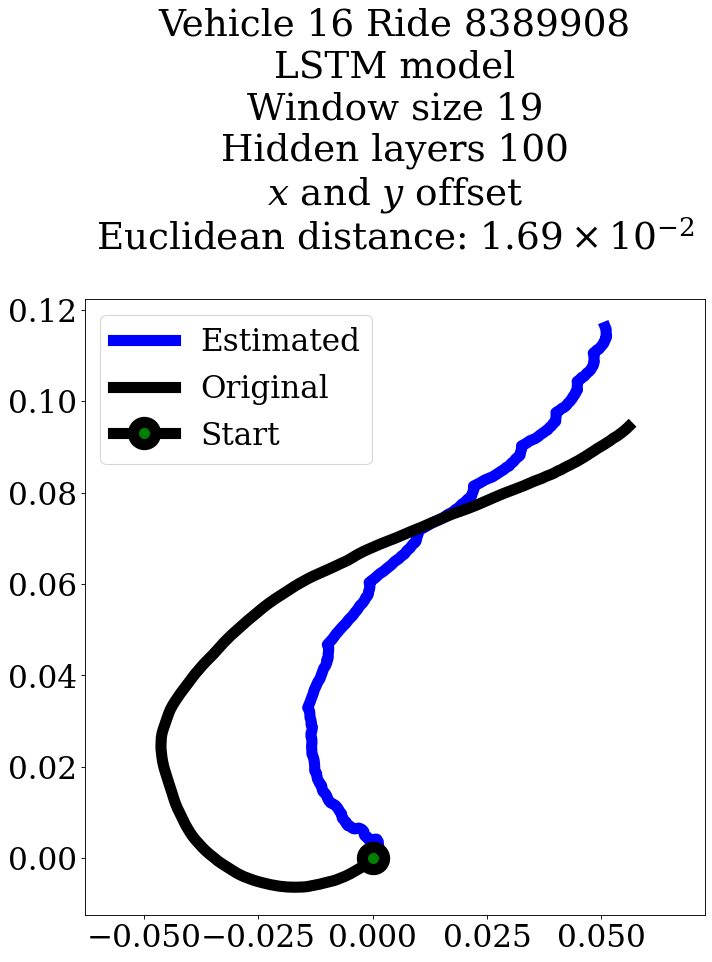 Vehicle 16 Ride 8389908
LSTM model
Window size 19
Hidden layers 100
x and y offset
Euclidean distance: 1.69 × 10⁻²
0.12
0.10
0.08
0.06
0.04
0.02
0.00
Estimated
Original
Start
−0.050 −0.025 0.000 0.025 0.050